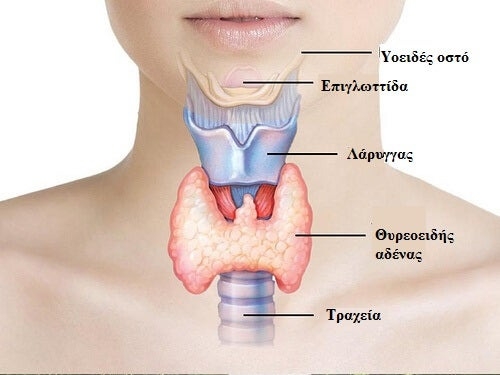 Υοειδές οστό
Επιγλωττίδα
Λάρυγγας
Θυρεοειδής
αδένας
Τραχεία